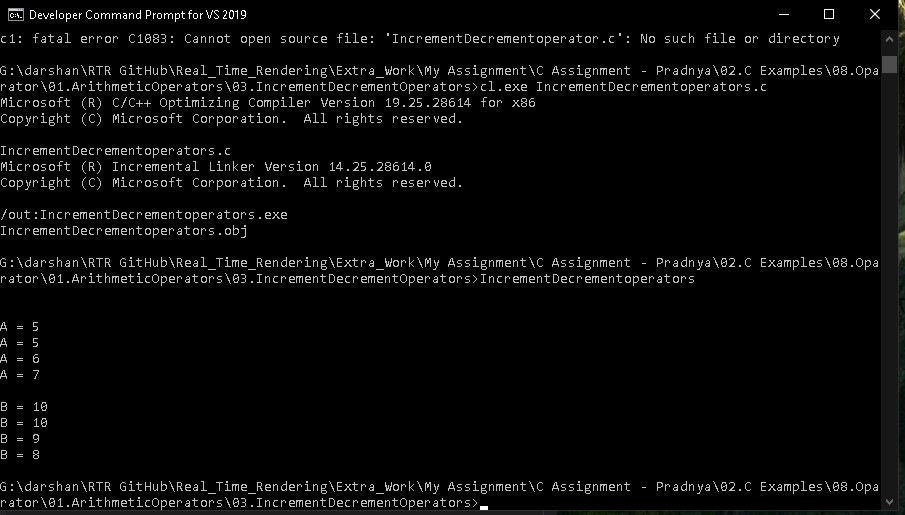 Developer Command Prompt for VS 2019
c1: fatal error C1083: Cannot open source file: 'IncrementDecrementoperator.c': No such file or directory
G:\darshan\RTR GitHub\Real_Time_Rendering\Extra_Work\My Assignment\C Assignment - Pradnya\02.C Examples\08.Ope
rator\01.ArithmeticOperators\03.IncrementDecrementOperators>cl.exe IncrementDecrementoperators.c
Microsoft (R) C/C++ Optimizing Compiler Version 19.25.28614 for x86
Copyright (C) Microsoft Corporation.  All rights reserved.
IncrementDecrementoperators.c
Microsoft (R) Incremental Linker Version 14.25.28614.0
Copyright (C) Microsoft Corporation.  All rights reserved.
/out:IncrementDecrementoperators.exe
IncrementDecrementoperators.obj
G:\darshan\RTR GitHub\Real_Time_Rendering\Extra_Work\My Assignment\C Assignment - Pradnya\02.C Examples\08.Ope
rator\01.ArithmeticOperators\03.IncrementDecrementOperators>IncrementDecrementoperators
A = 5
A = 5
A = 6
A = 7
B = 10
B = 10
B = 9
B = 8
G:\darshan\RTR GitHub\Real_Time_Rendering\Extra_Work\My Assignment\C Assignment - Pradnya\02.C Examples\08.Ope
rator\01.ArithmeticOperators\03.IncrementDecrementOperators>